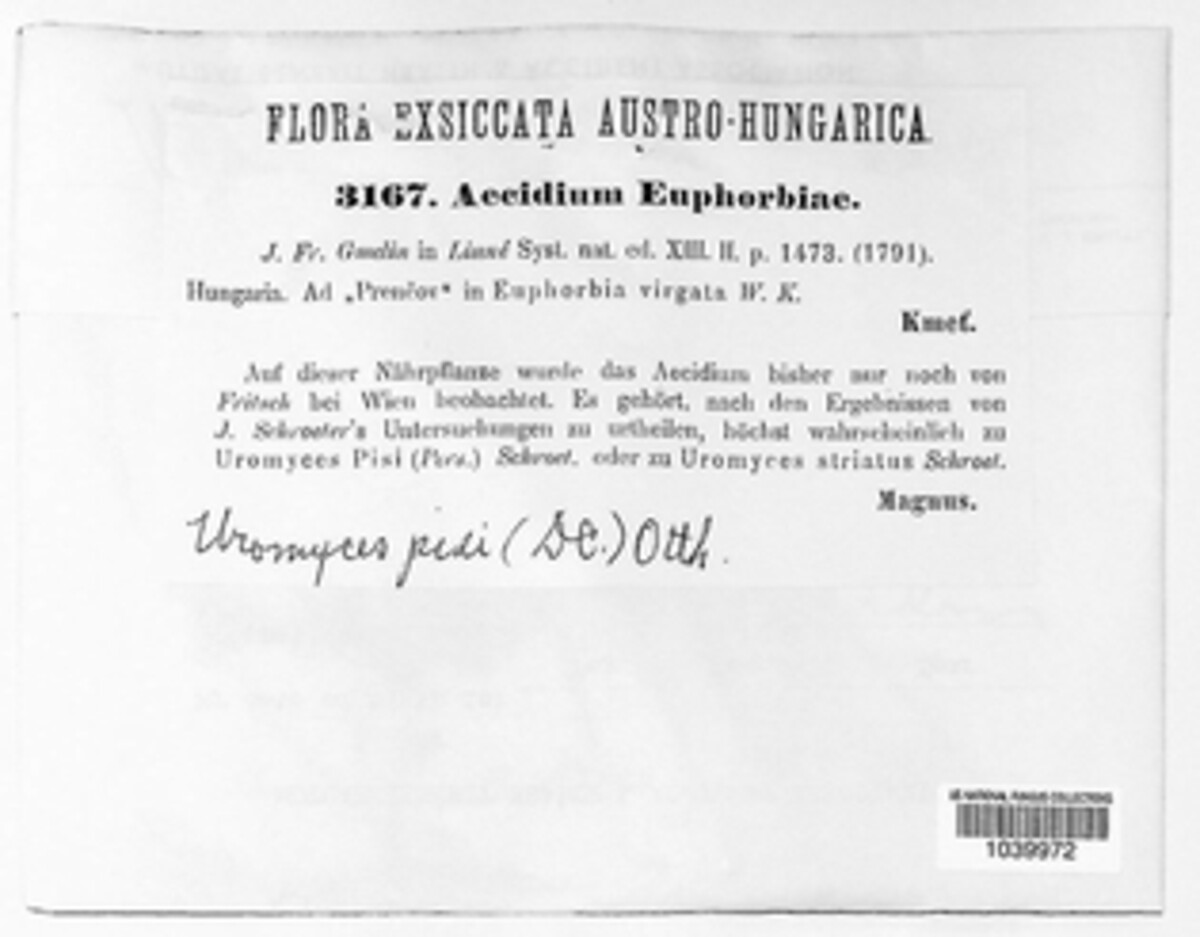 FLORA EXSICCATA AUSTRO-HUNGARICA.
3167. Aecidium Euphorbiae.
J. Fr. Gmelin in Linné Syst. nat. ed. XIII. II. p. 1473. (1791).
Hungaria. Ad „Prenčov“ in Euphorbia virgata W. K.
Kmeť.
Auf dieser Nährpflanze wurde das Aecidium bisher nur noch von
Fritsch bei Wien beobachtet. Es gehört, nach den Ergebnissen von
J. Schroeter's Untersuchungen zu urtheilen, höchst wahrscheinlich zu
Uromyces Pisi (Pers.) Schroet. oder zu Uromyces striatus Schroet.
Magnus.
Uromyces pisi (DC.) Otth.
US NATIONAL FUNGUS COLLECTIONS
1039972